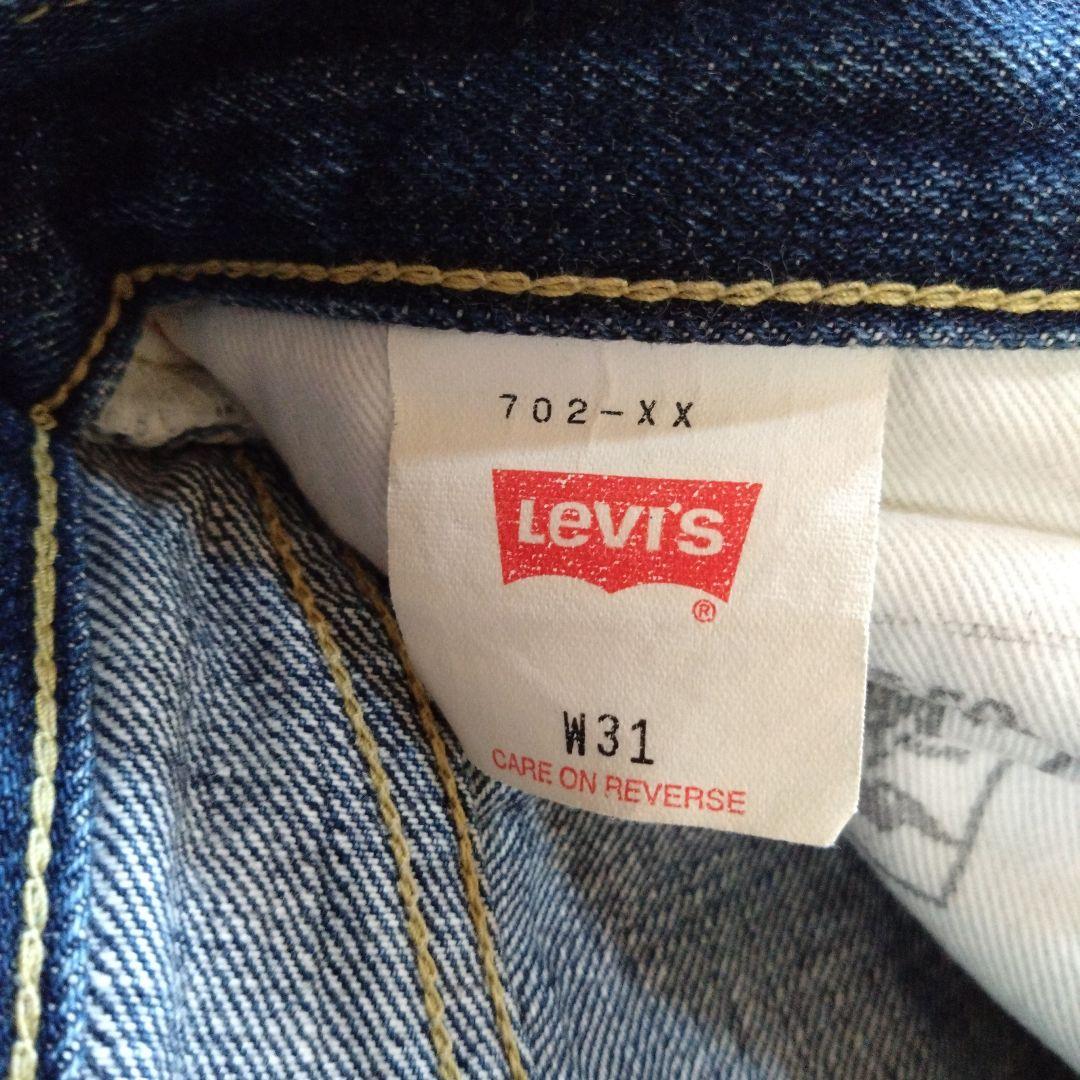 702-XX
Levi's
®
W31
CARE ON REVERSE